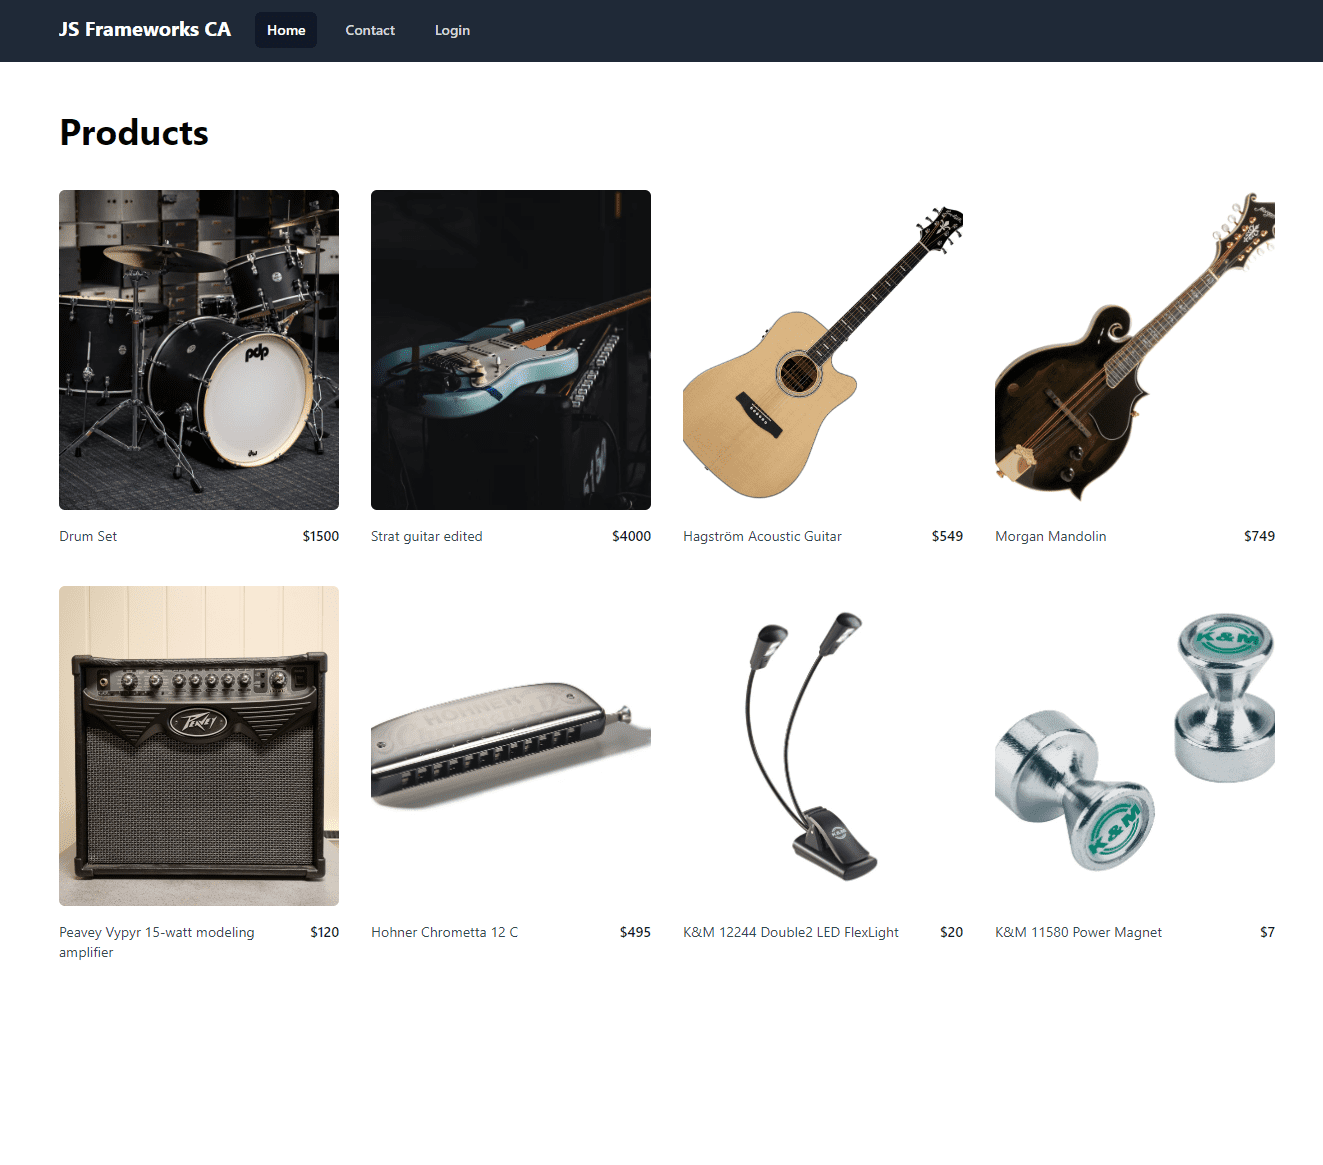 JS Frameworks CA
Home
Contact
Login
Products
pdp
dw
5150
Drum Set
$1500
Strat guitar edited
$4000
Hagström Acoustic Guitar
$549
Morgan Mandolin
$749
PEAVEY
HOHNER
K&M
K&M
Peavey Vypyr 15-watt modeling
amplifier
$120
Hohner Chrometta 12 C
$495
K&M 12244 Double2 LED FlexLight
$20
K&M 11580 Power Magnet
$7